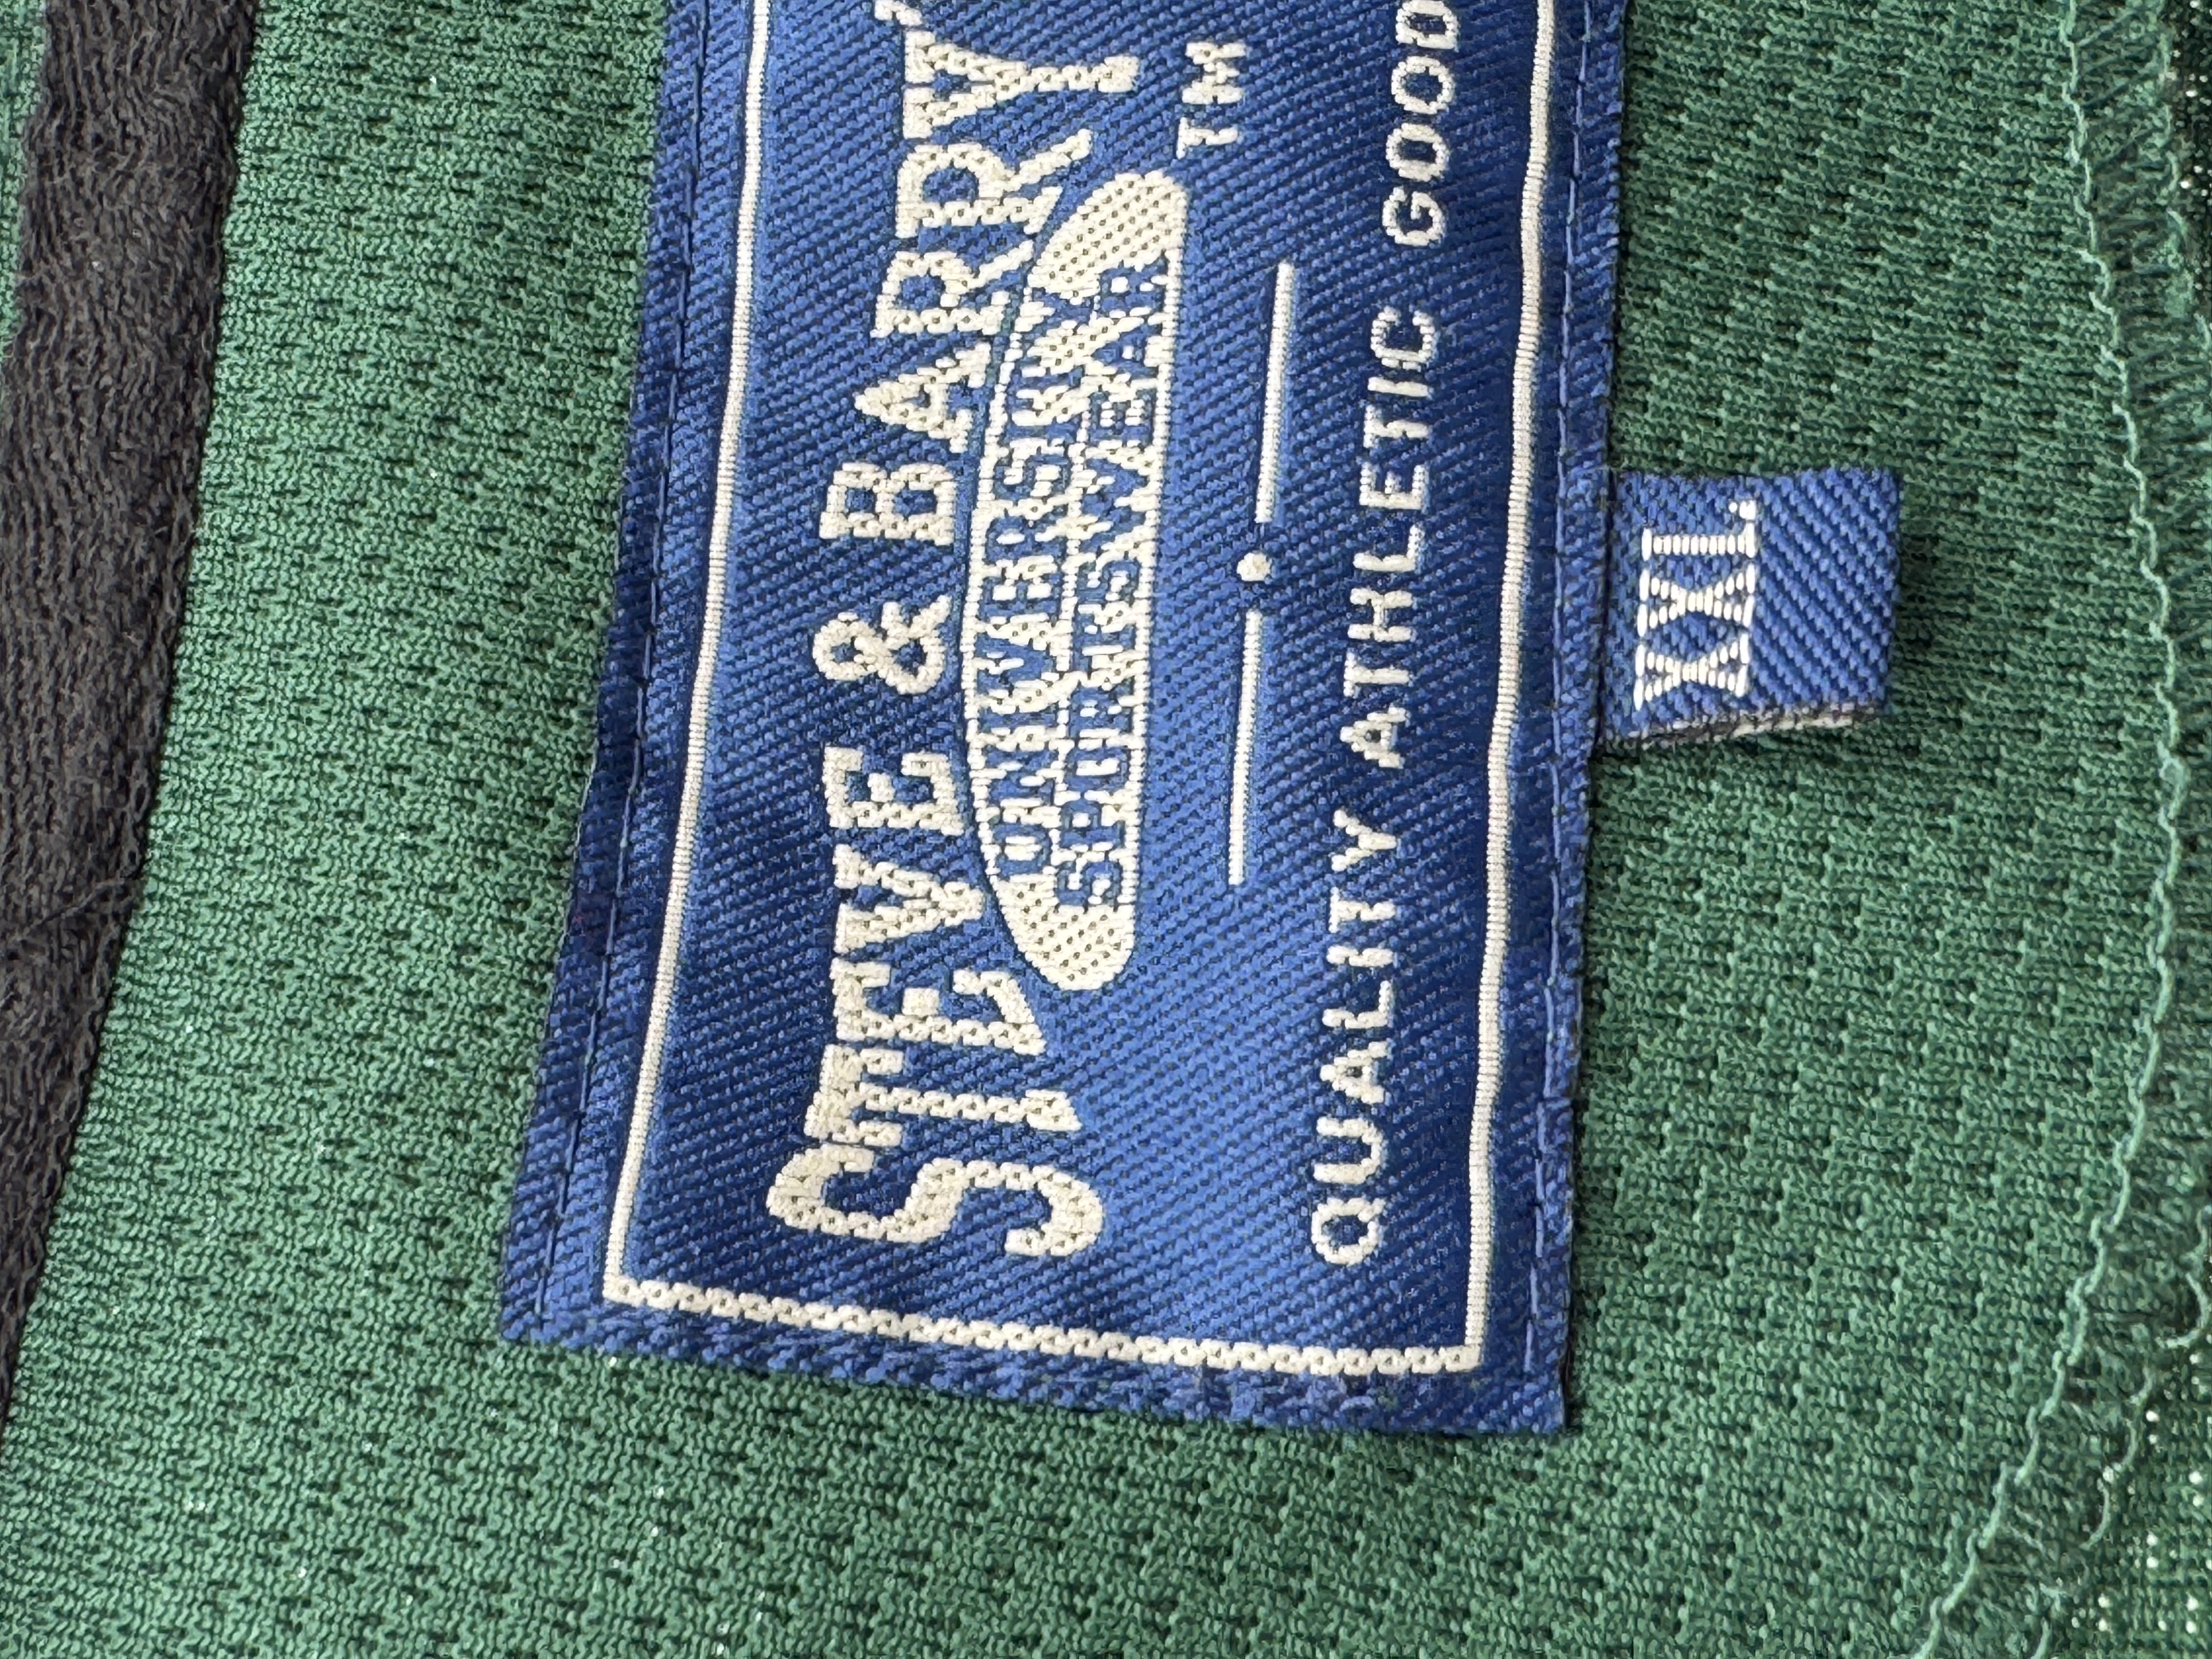 STEVE & BARRY'
UNIVERSITY
SPORTSWEAR
TM
QUALITY ATHLETIC GOOD
XXL